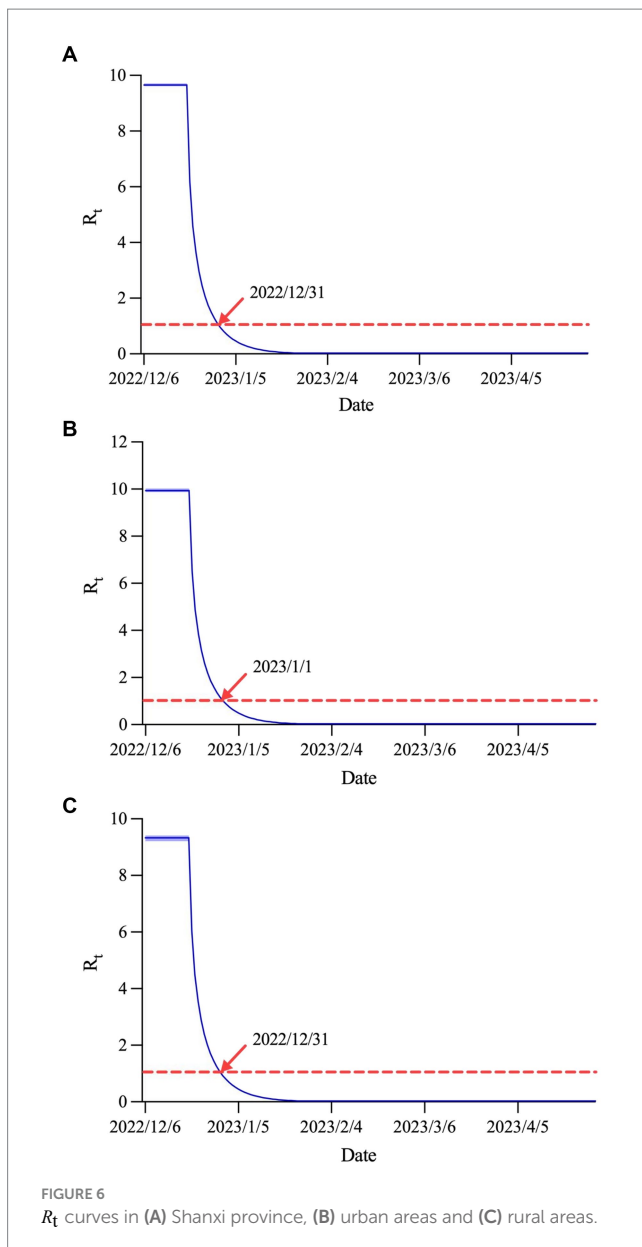 A
10
8
6
4
2
0
Rt
2022/12/31
2022/12/6 2023/1/5 2023/2/4 2023/3/6 2023/4/5
Date
B
12
10
8
6
4
2
0
Rt
2023/1/1
2022/12/6 2023/1/5 2023/2/4 2023/3/6 2023/4/5
Date
C
10
8
6
4
2
0
Rt
2022/12/31
2022/12/6 2023/1/5 2023/2/4 2023/3/6 2023/4/5
Date
FIGURE 6
Rt curves in (A) Shanxi province, (B) urban areas and (C) rural areas.